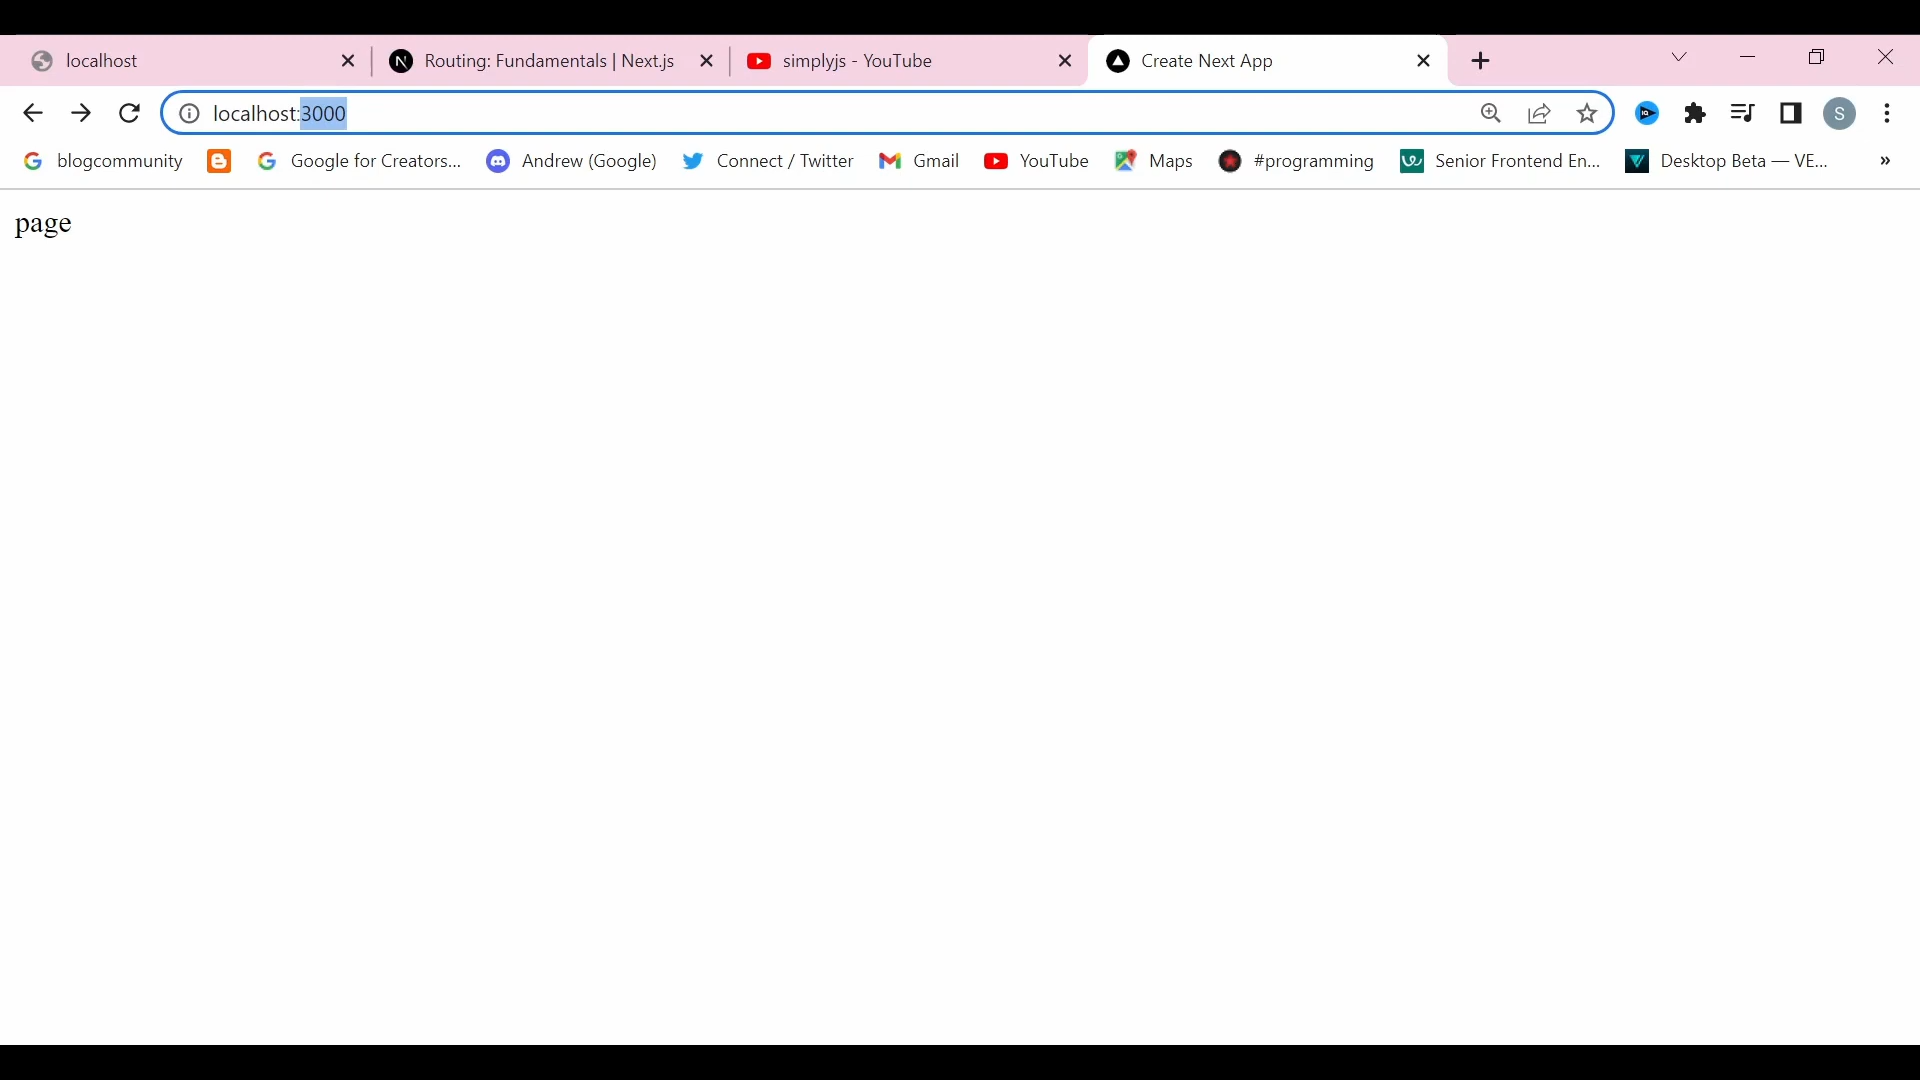 localhost
Routing: Fundamentals | Next.js
simplyjs - YouTube
Create Next App
localhost:3000
S
blogcommunity
Google for Creators...
Andrew (Google)
Connect / Twitter
Gmail
YouTube
Maps
#programming
Senior Frontend En...
Desktop Beta — VE...
»
page